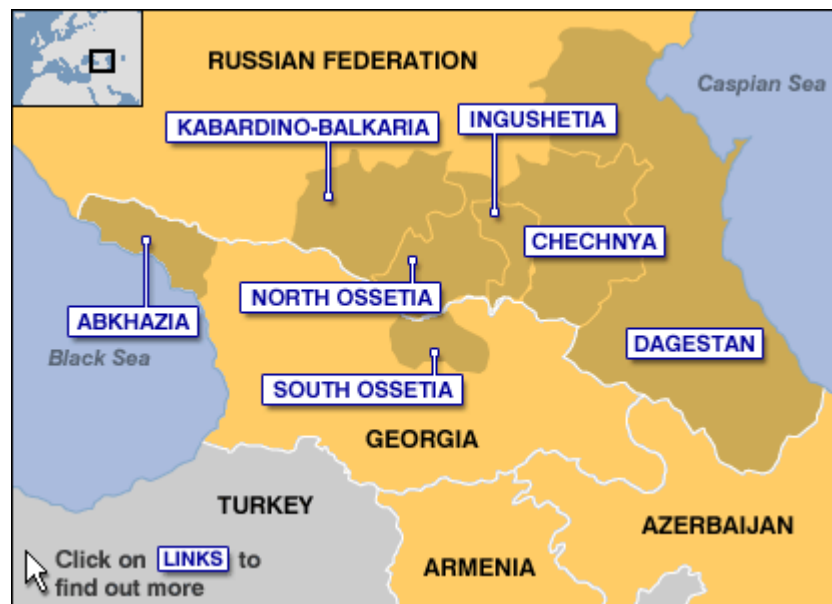 RUSSIAN FEDERATION
Caspian Sea
KABARDINO-BALKARIA
INGUSHETIA
CHECHNYA
NORTH OSSETIA
ABKHAZIA
Black Sea
DAGESTAN
SOUTH OSSETIA
GEORGIA
TURKEY
AZERBAIJAN
Click on LINKS to
find out more
ARMENIA